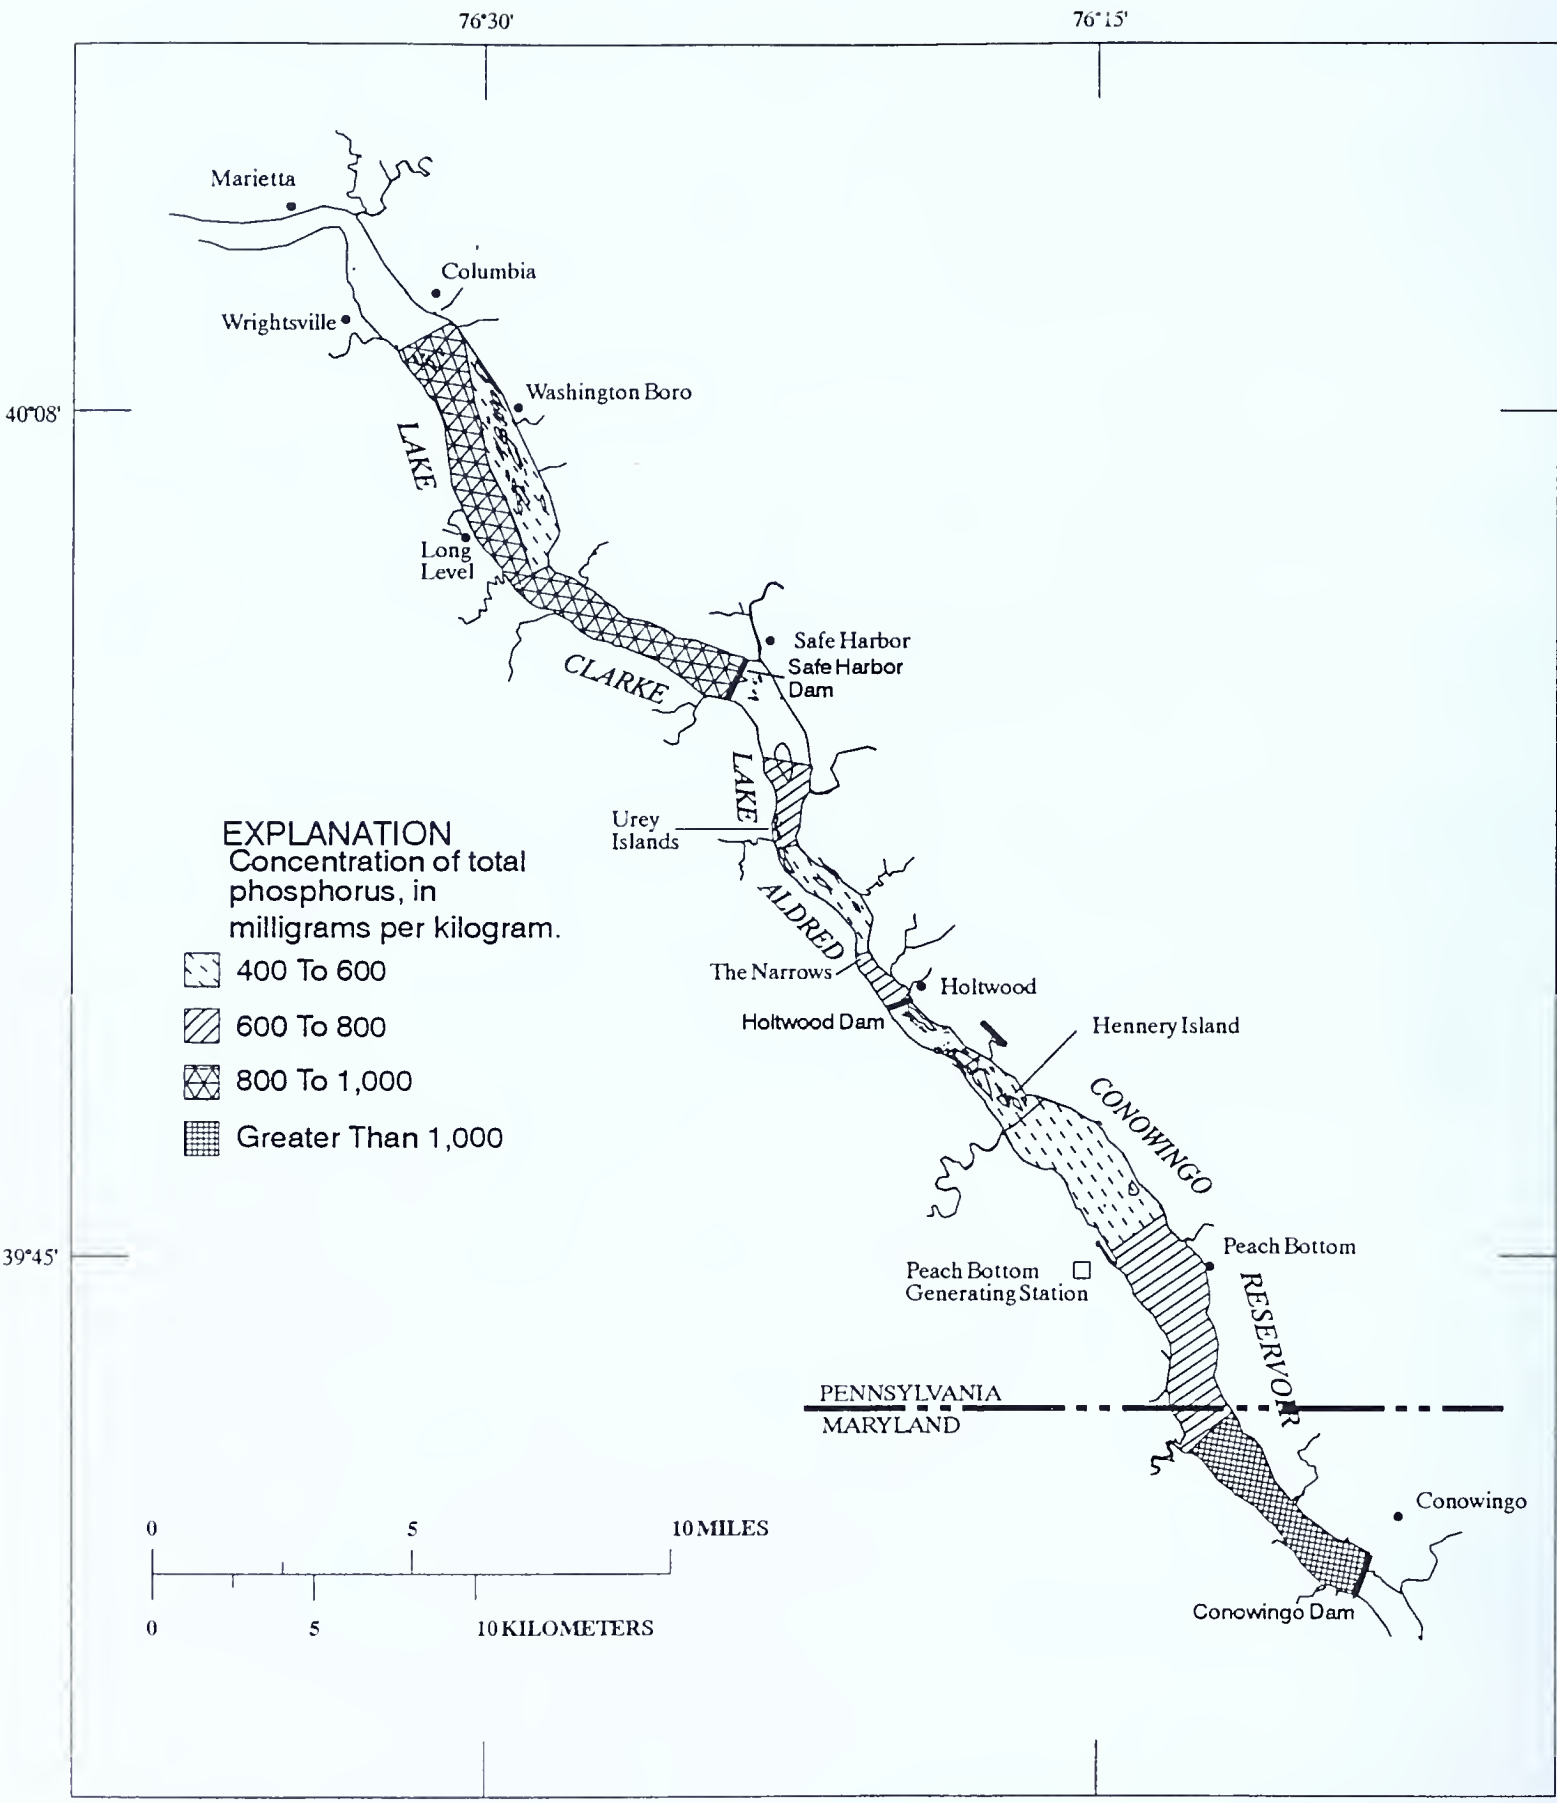 76°30'
76°15'
Marietta
Columbia
Wrightsville
Washington Boro
40°08'
LAKE
Long
Level
Safe Harbor
Safe Harbor
Dam
CLARKE
LAKE
Urey
Islands
EXPLANATION
Concentration of total
phosphorus, in
milligrams per kilogram.
400 To 600
600 To 800
800 To 1,000
Greater Than 1,000
ALDRED
The Narrows
Holtwood
Holtwood Dam
Hennery Island
CONOWINGO
39°45'
Peach Bottom
Peach Bottom
Generating Station
RESERVOIR
PENNSYLVANIA
MARYLAND
Conowingo
Conowingo Dam
0 5 10 MILES
0 5 10 KILOMETERS